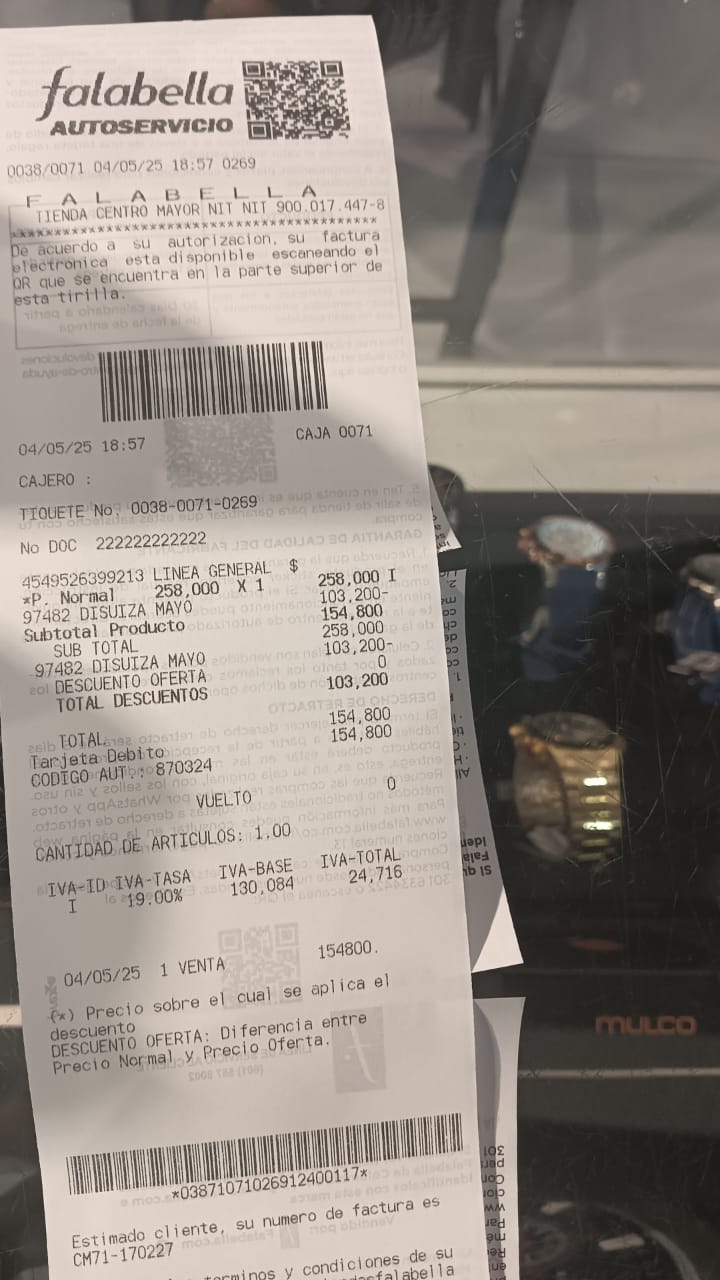 falabella
AUTOSERVICIO
0038/0071 04/05/25 18:57 0269
F A L A B E L L A
TIENDA CENTRO MAYOR NIT NIT 900.017.447-8
****************************************
De acuerdo a su autorizacion, su factura
electronica esta disponible escaneando el
QR que se encuentra en la parte superior de
esta tirilla.
04/05/25 18:57 CAJA 0071
CAJERO :
TIQUETE No. 0038-0071-0269
No DOC 222222222222
4549526399213 LINEA GENERAL $
*P. Normal 258,000 X 1 258,000 I
97482 DISUIZA MAYO 103,200-
Subtotal Producto 154,800
SUB TOTAL 258,000
97482 DISUIZA MAYO 103,200-
DESCUENTO OFERTA 0
TOTAL DESCUENTOS 103,200
TOTAL 154,800
Tarjeta Debito 154,800
CODIGO AUT.: 870324
VUELTO 0
CANTIDAD DE ARTICULOS: 1.00
IVA-ID IVA-TASA IVA-BASE IVA-TOTAL
I 19.00% 130,084 24,716
04/05/25 1 VENTA 154800.
(*) Precio sobre el cual se aplica el
descuento
DESCUENTO OFERTA: Diferencia entre
Precio Normal y Precio Oferta.
*03871071026912400117*
Estimado cliente, su numero de factura es
CM71-170227
terminos y condiciones de su
falabella
MULCO